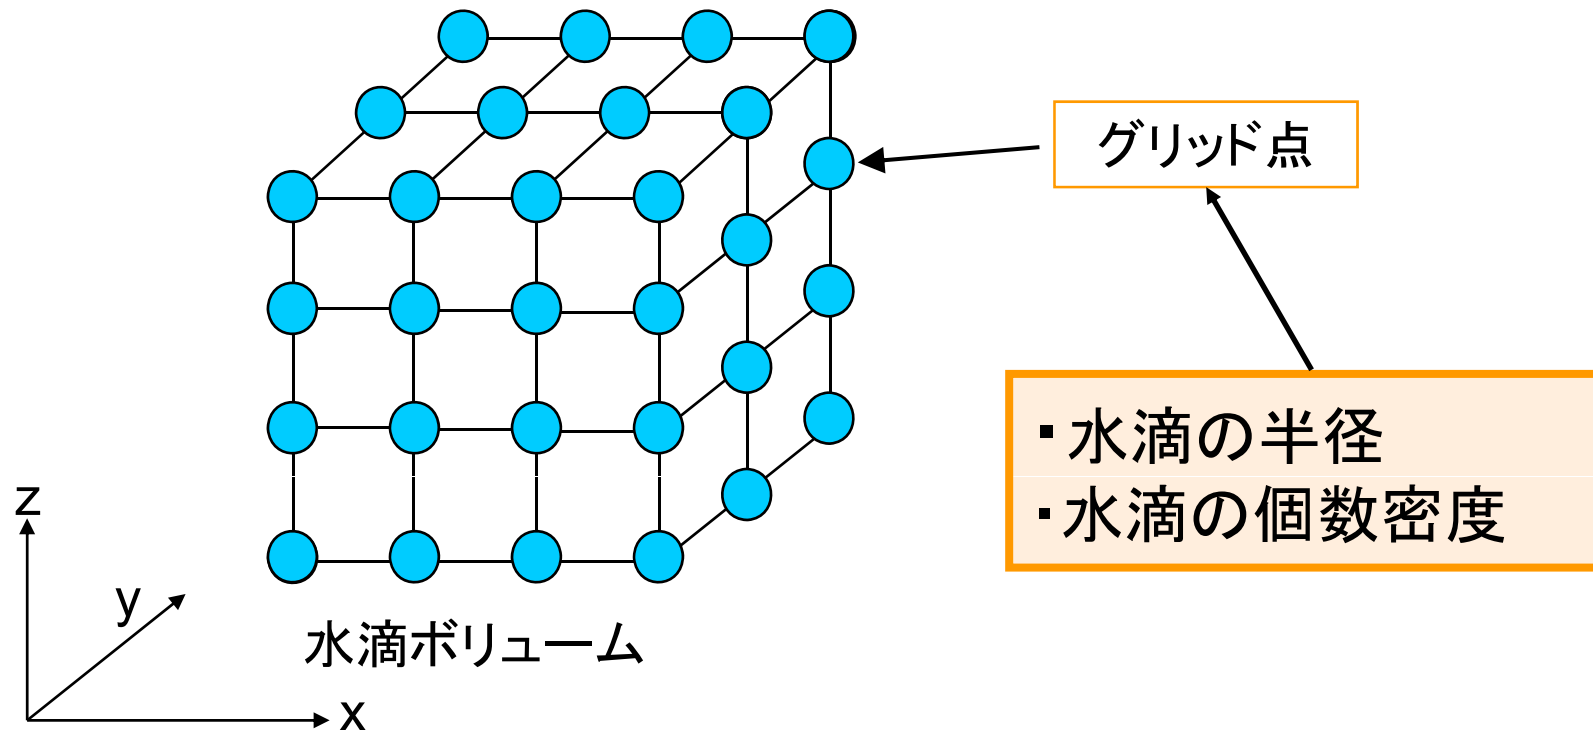 グリッド点
・水滴の半径
・水滴の個数密度
z
y
水滴ボリューム
x